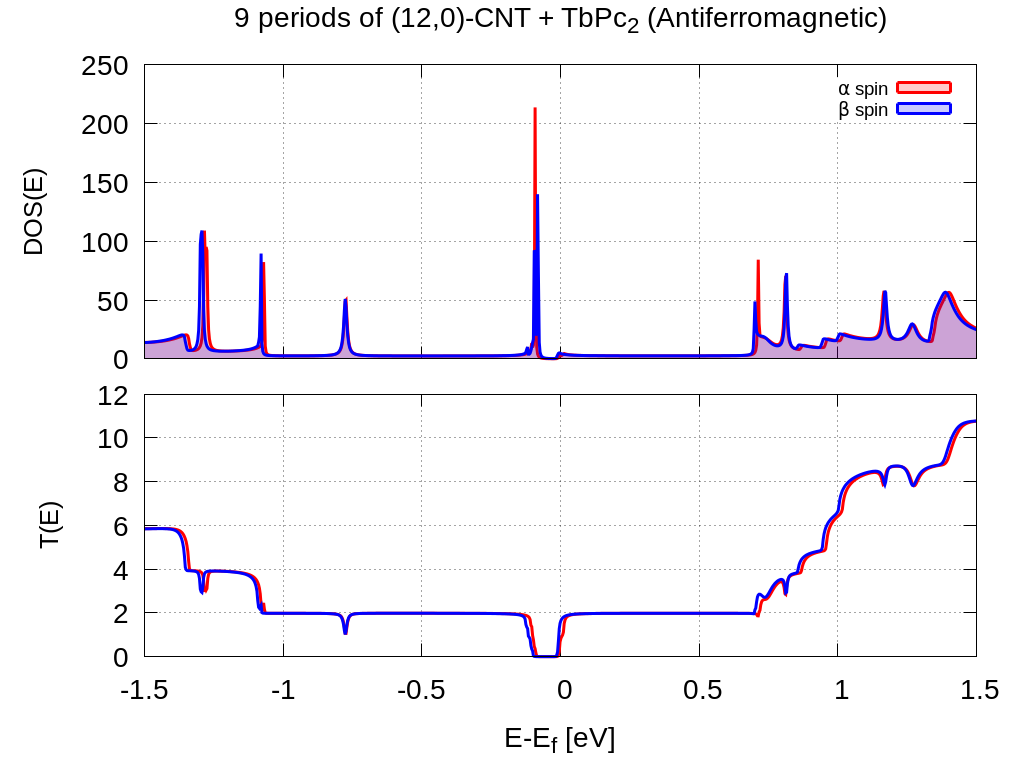 9 periods of (12,0)-CNT + TbPc₂ (Antiferromagnetic)
250
200
150
100
50
0
DOS(E)
α spin
β spin
12
10
8
6
4
2
0
T(E)
-1.5 -1 -0.5 0 0.5 1 1.5
E-E_f [eV]